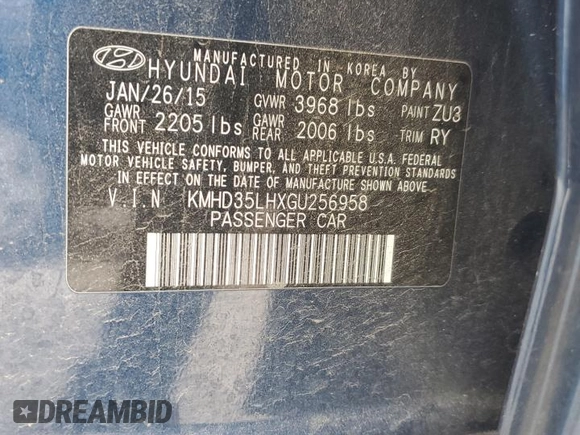 MANUFACTURED IN KOREA BY
HYUNDAI MOTOR COMPANY
JAN/26/15 GVWR 3968 lbs PAINT ZU3
GAWR FRONT 2205 lbs GAWR REAR 2006 lbs TRIM RY
THIS VEHICLE CONFORMS TO ALL APPLICABLE U.S.A. FEDERAL
MOTOR VEHICLE SAFETY, BUMPER, AND THEFT PREVENTION STANDARDS
IN EFFECT ON THE DATE OF MANUFACTURE SHOWN ABOVE.
V.I.N KMHD35LHXGU256958
PASSENGER CAR
DREAMBID